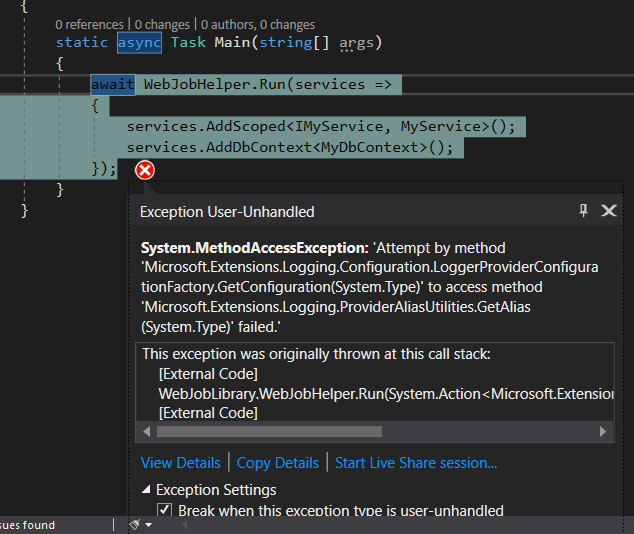 {
0 references | 0 changes | 0 authors, 0 changes
static async Task Main(string[] args)
{
await WebJobHelper.Run(services =>
{
services.AddScoped<IMyService, MyService>();
services.AddDbContext<MyDbContext>();
});
}
}
Exception User-Unhandled
System.MethodAccessException: 'Attempt by method
'Microsoft.Extensions.Logging.Configuration.LoggerProviderConfigura
tionFactory.GetConfiguration(System.Type)' to access method
'Microsoft.Extensions.Logging.ProviderAliasUtilities.GetAlias
(System.Type)' failed.'
This exception was originally thrown at this call stack:
[External Code]
WebJobLibrary.WebJobHelper.Run(System.Action<Microsoft.Extension
[External Code]
View Details | Copy Details | Start Live Share session...
Exception Settings
Break when this exception type is user-unhandled
sues found